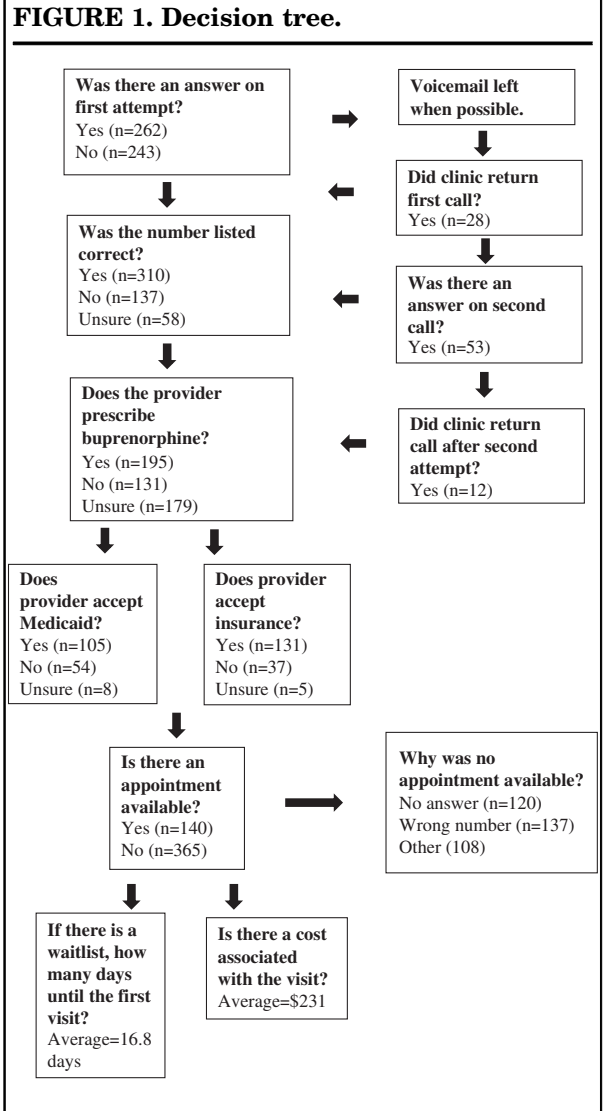 FIGURE 1. Decision tree.
Was there an answer on
first attempt?
Yes (n=262)
No (n=243)
Voicemail left
when possible.
Did clinic return
first call?
Yes (n=28)
Was the number listed
correct?
Yes (n=310)
No (n=137)
Unsure (n=58)
Was there an
answer on second
call?
Yes (n=53)
Does the provider
prescribe
buprenorphine?
Yes (n=195)
No (n=131)
Unsure (n=179)
Did clinic return
call after second
attempt?
Yes (n=12)
Does
provider accept
Medicaid?
Yes (n=105)
No (n=54)
Unsure (n=8)
Does provider
accept
insurance?
Yes (n=131)
No (n=37)
Unsure (n=5)
Is there an
appointment
available?
Yes (n=140)
No (n=365)
Why was no
appointment available?
No answer (n=120)
Wrong number (n=137)
Other (108)
If there is a
waitlist, how
many days
until the first
visit?
Average=16.8
days
Is there a cost
associated
with the visit?
Average=$231